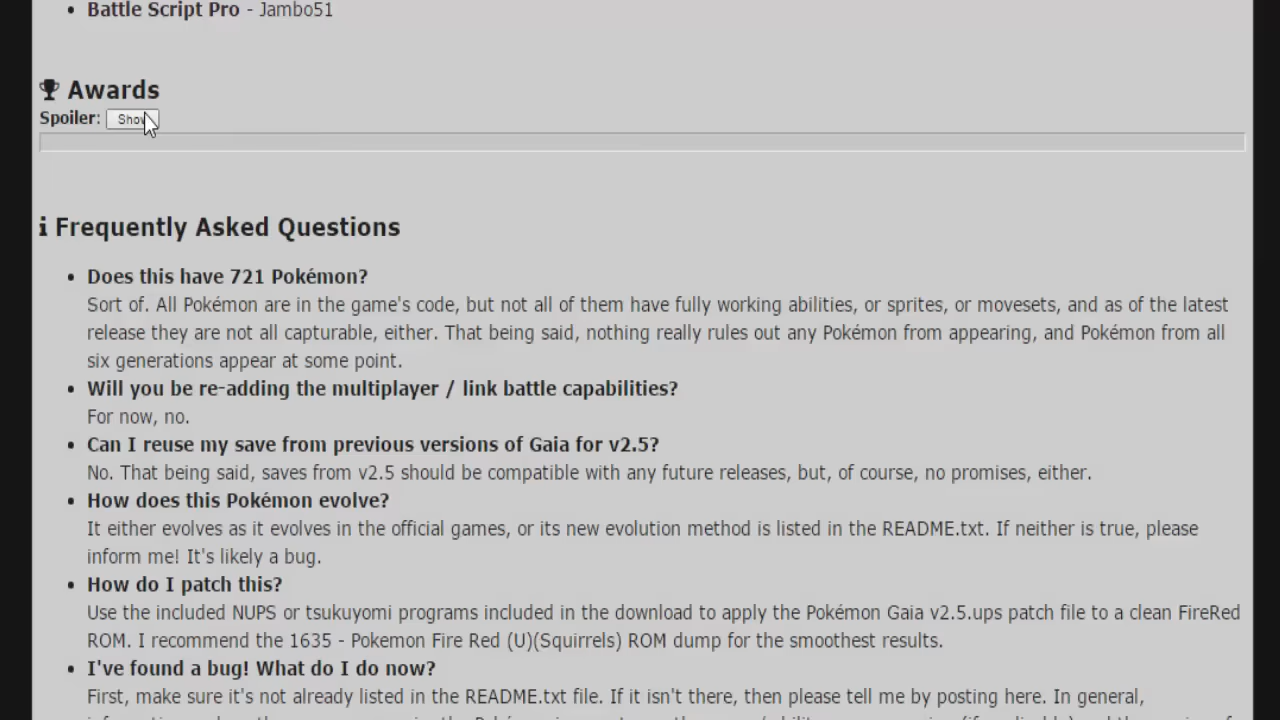 Battle Script Pro - Jambo51
Awards
Spoiler: Show
Frequently Asked Questions
Does this have 721 Pokémon?
Sort of. All Pokémon are in the game's code, but not all of them have fully working abilities, or sprites, or movesets, and as of the latest
release they are not all capturable, either. That being said, nothing really rules out any Pokémon from appearing, and Pokémon from all
six generations appear at some point.
Will you be re-adding the multiplayer / link battle capabilities?
For now, no.
Can I reuse my save from previous versions of Gaia for v2.5?
No. That being said, saves from v2.5 should be compatible with any future releases, but, of course, no promises, either.
How does this Pokémon evolve?
It either evolves as it evolves in the official games, or its new evolution method is listed in the README.txt. If neither is true, please
inform me! It's likely a bug.
How do I patch this?
Use the included NUPS or tsukuyomi programs included in the download to apply the Pokémon Gaia v2.5.ups patch file to a clean FireRed
ROM. I recommend the 1635 - Pokemon Fire Red (U)(Squirrels) ROM dump for the smoothest results.
I've found a bug! What do I do now?
First, make sure it's not already listed in the README.txt file. If it isn't there, then please tell me by posting here. In general,